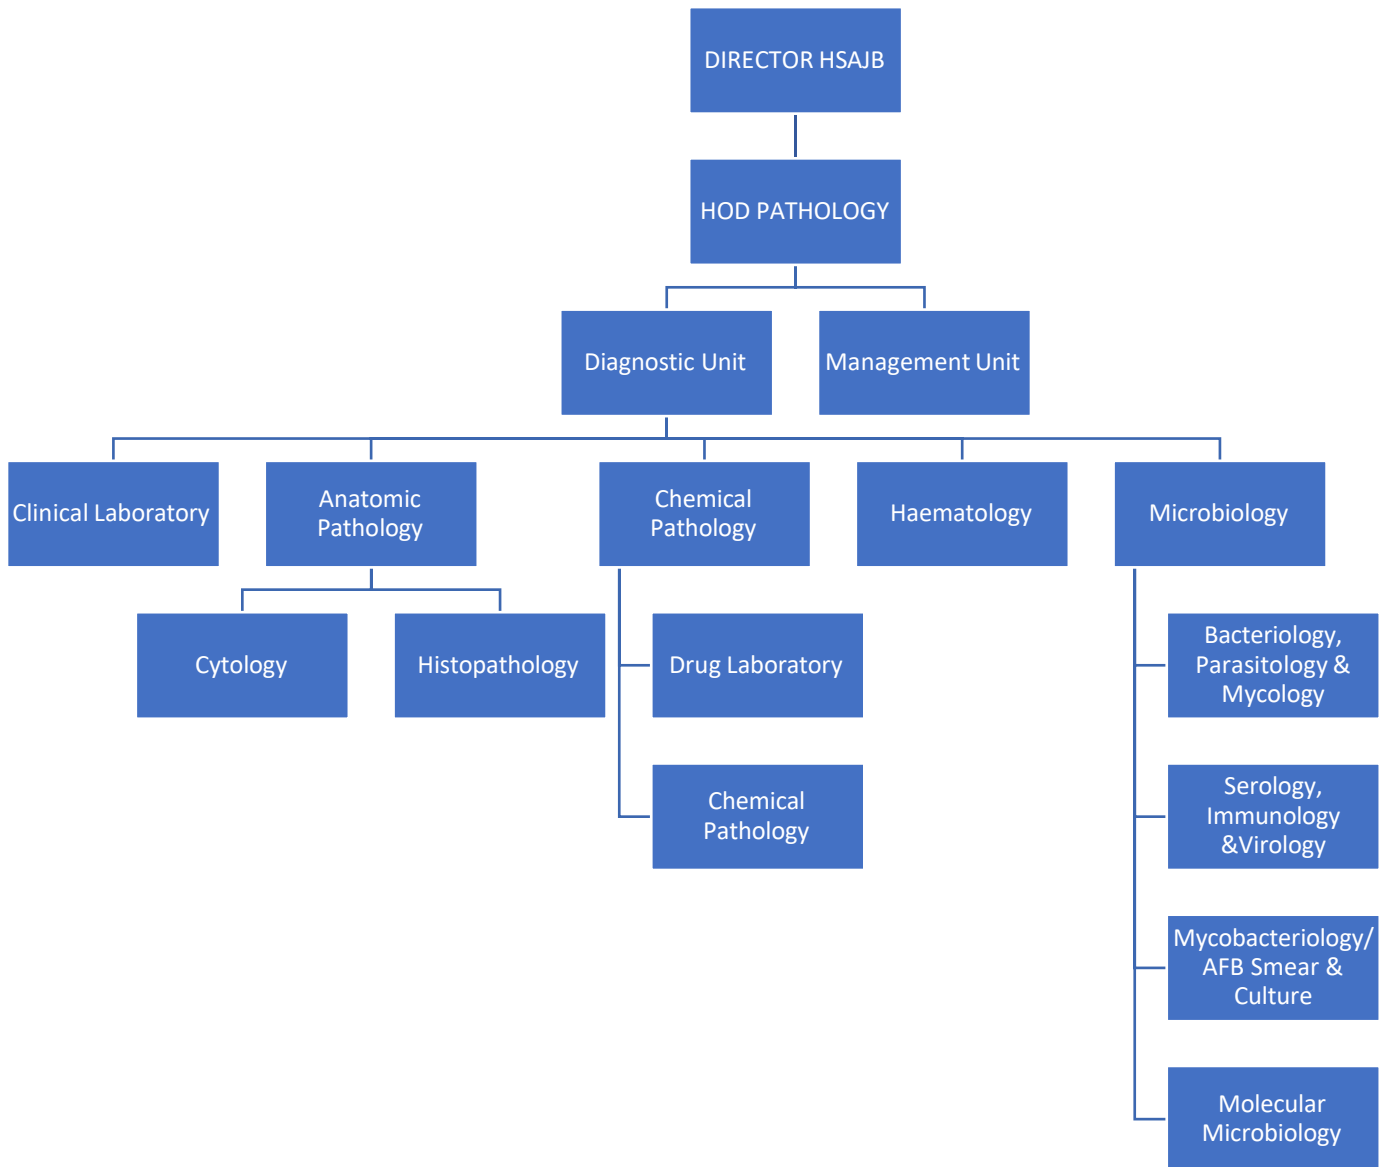 DIRECTOR HSAJB
HOD PATHOLOGY
Diagnostic Unit
Management Unit
Clinical Laboratory
Anatomic
Pathology
Chemical
Pathology
Haematology
Microbiology
Cytology
Histopathology
Drug Laboratory
Chemical
Pathology
Bacteriology,
Parasitology &
Mycology
Serology,
Immunology
&Virology
Mycobacteriology/
AFB Smear &
Culture
Molecular
Microbiology